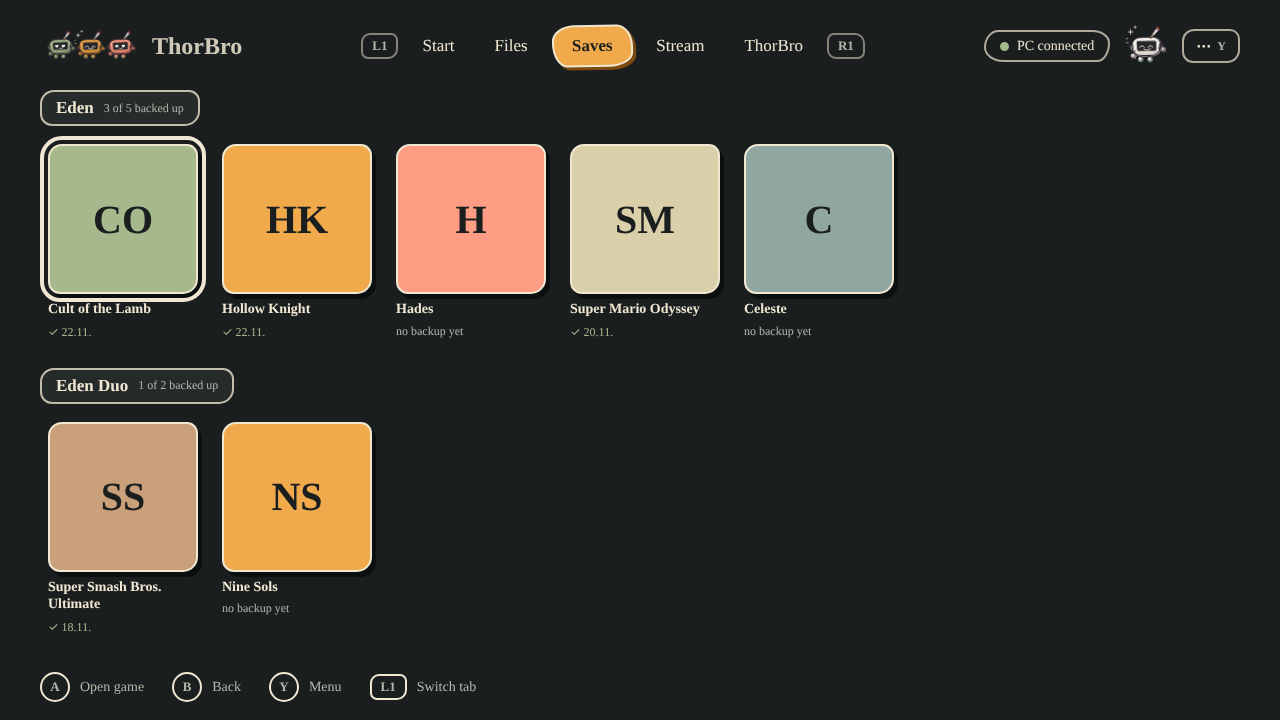 ThorBro
L1 Start Files Saves Stream ThorBro R1
PC connected
··· Y
Eden 3 of 5 backed up
CO HK H SM C
Cult of the Lamb Hollow Knight Hades Super Mario Odyssey Celeste
✓ 22.11. ✓ 22.11. no backup yet ✓ 20.11. no backup yet
Eden Duo 1 of 2 backed up
SS NS
Super Smash Bros. Nine Sols
Ultimate no backup yet
✓ 18.11.
A Open game B Back Y Menu L1 Switch tab